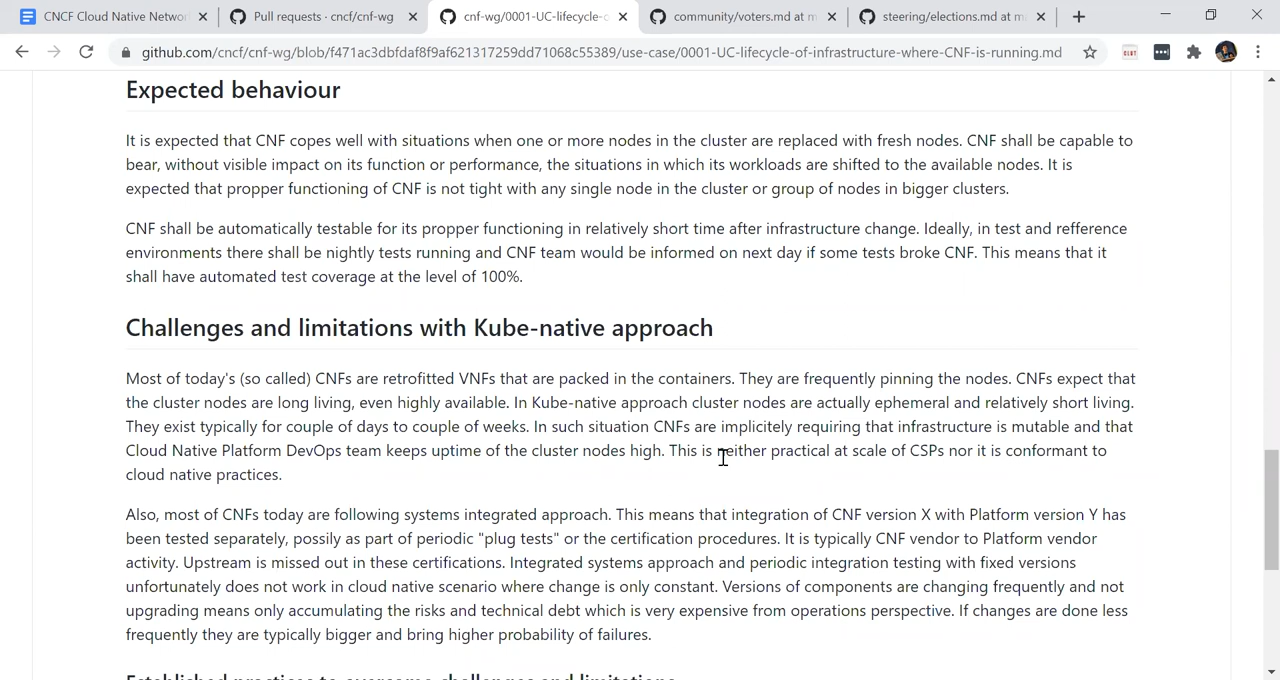 CNCF Cloud Native Networ
Pull requests · cncf/cnf-wg
cnf-wg/0001-UC-lifecycle-o
community/voters.md at m
steering/elections.md at m
github.com/cncf/cnf-wg/blob/f471ac3dbfdaf8f9af621317259dd71068c55389/use-case/0001-UC-lifecycle-of-infrastructure-where-CNF-is-running.md
Expected behaviour
It is expected that CNF copes well with situations when one or more nodes in the cluster are replaced with fresh nodes. CNF shall be capable to
bear, without visible impact on its function or performance, the situations in which its workloads are shifted to the available nodes. It is
expected that propper functioning of CNF is not tight with any single node in the cluster or group of nodes in bigger clusters.
CNF shall be automatically testable for its propper functioning in relatively short time after infrastructure change. Ideally, in test and refference
environments there shall be nightly tests running and CNF team would be informed on next day if some tests broke CNF. This means that it
shall have automated test coverage at the level of 100%.
Challenges and limitations with Kube-native approach
Most of today's (so called) CNFs are retrofitted VNFs that are packed in the containers. They are frequently pinning the nodes. CNFs expect that
the cluster nodes are long living, even highly available. In Kube-native approach cluster nodes are actually ephemeral and relatively short living.
They exist typically for couple of days to couple of weeks. In such situation CNFs are implicitely requiring that infrastructure is mutable and that
Cloud Native Platform DevOps team keeps uptime of the cluster nodes high. This is neither practical at scale of CSPs nor it is conformant to
cloud native practices.
Also, most of CNFs today are following systems integrated approach. This means that integration of CNF version X with Platform version Y has
been tested separately, possily as part of periodic "plug tests" or the certification procedures. It is typically CNF vendor to Platform vendor
activity. Upstream is missed out in these certifications. Integrated systems approach and periodic integration testing with fixed versions
unfortunately does not work in cloud native scenario where change is only constant. Versions of components are changing frequently and not
upgrading means only accumulating the risks and technical debt which is very expensive from operations perspective. If changes are done less
frequently they are typically bigger and bring higher probability of failures.
Established practices to overcome challenges and limitations